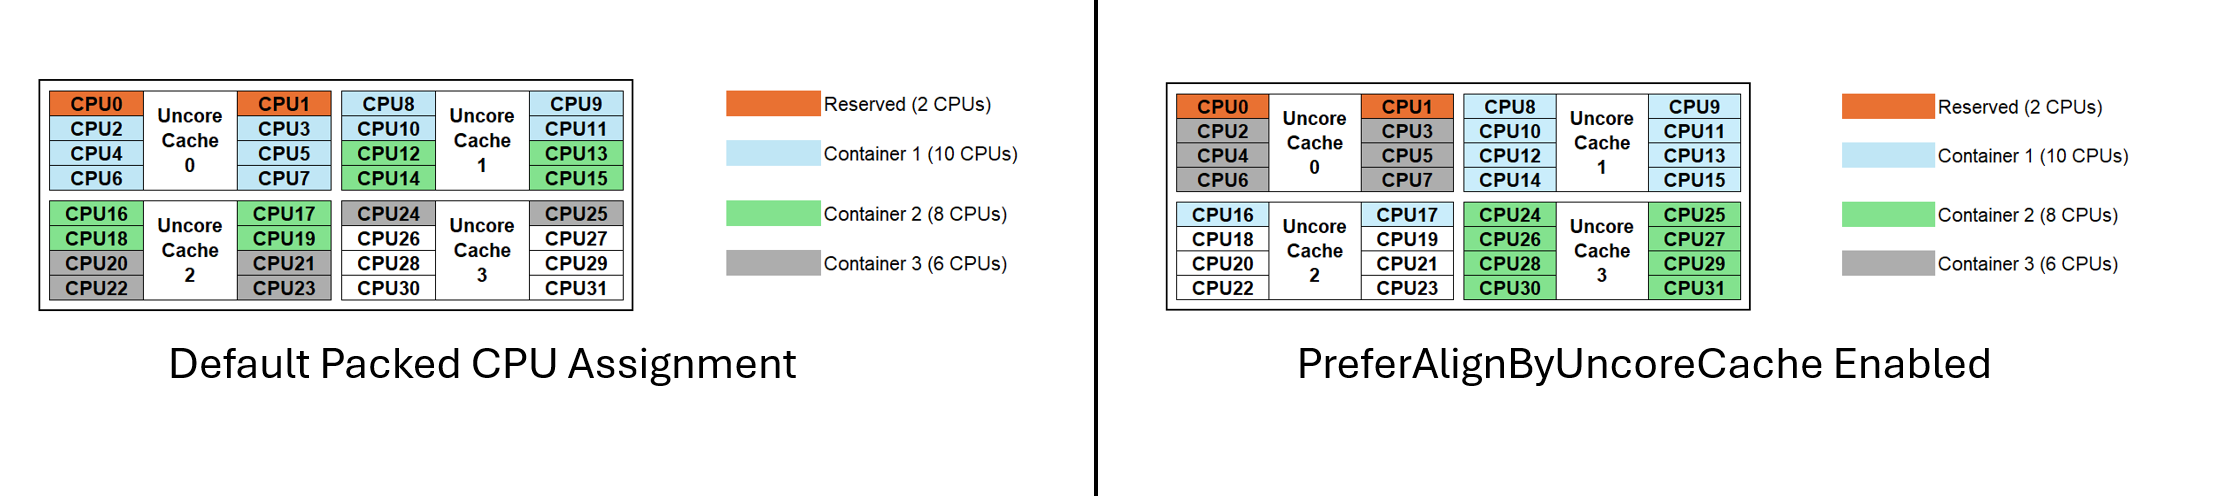 CPU0 Uncore Cache 0 CPU1
CPU2 CPU3
CPU4 CPU5
CPU6 CPU7
CPU8 Uncore Cache 1 CPU9
CPU10 CPU11
CPU12 CPU13
CPU14 CPU15
CPU16 Uncore Cache 2 CPU17
CPU18 CPU19
CPU20 CPU21
CPU22 CPU23
CPU24 Uncore Cache 3 CPU25
CPU26 CPU27
CPU28 CPU29
CPU30 CPU31
Reserved (2 CPUs)
Container 1 (10 CPUs)
Container 2 (8 CPUs)
Container 3 (6 CPUs)
Default Packed CPU Assignment
CPU0 Uncore Cache 0 CPU1
CPU2 CPU3
CPU4 CPU5
CPU6 CPU7
CPU8 Uncore Cache 1 CPU9
CPU10 CPU11
CPU12 CPU13
CPU14 CPU15
CPU16 Uncore Cache 2 CPU17
CPU18 CPU19
CPU20 CPU21
CPU22 CPU23
CPU24 Uncore Cache 3 CPU25
CPU26 CPU27
CPU28 CPU29
CPU30 CPU31
Reserved (2 CPUs)
Container 1 (10 CPUs)
Container 2 (8 CPUs)
Container 3 (6 CPUs)
PreferAlignByUncoreCache Enabled